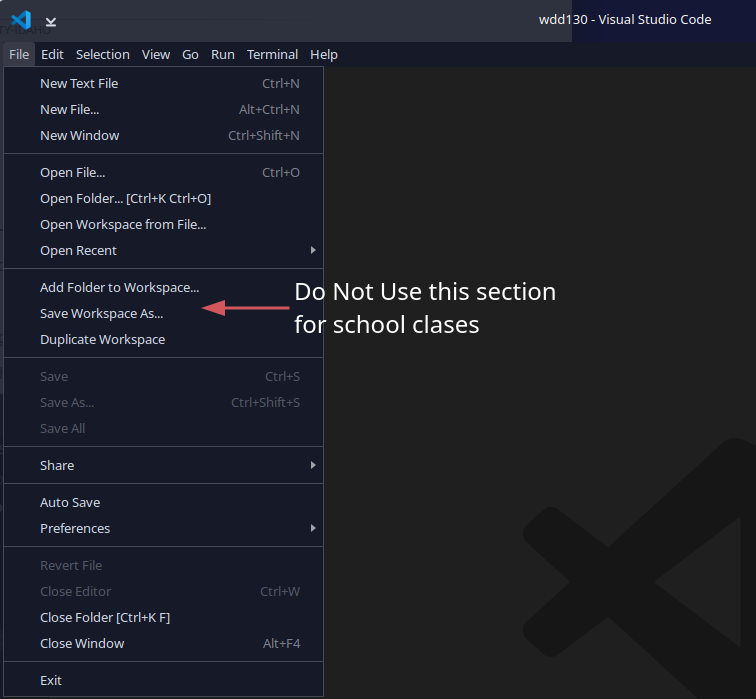 wdd130 - Visual Studio Code
File Edit Selection View Go Run Terminal Help
New Text File Ctrl+N
New File... Alt+Ctrl+N
New Window Ctrl+Shift+N
Open File... Ctrl+O
Open Folder... [Ctrl+K Ctrl+O]
Open Workspace from File...
Open Recent
Add Folder to Workspace...
Save Workspace As...
Duplicate Workspace
Do Not Use this section
for school clases
Save Ctrl+S
Save As... Ctrl+Shift+S
Save All
Share
Auto Save
Preferences
Revert File
Close Editor Ctrl+W
Close Folder [Ctrl+K F]
Close Window Alt+F4
Exit